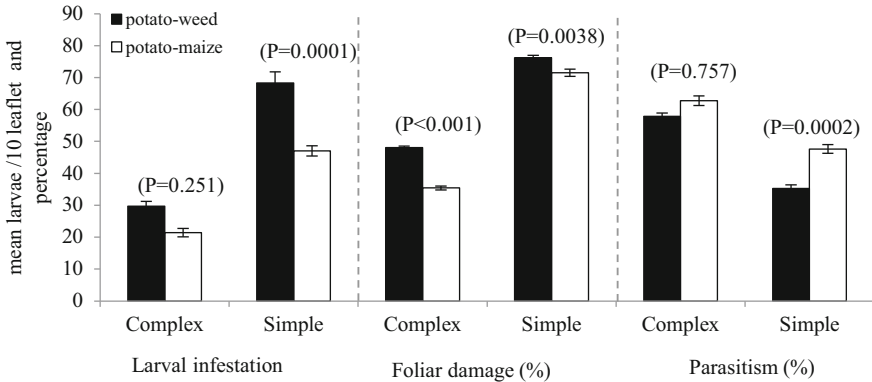 mean larvae /10 leaflet and
percentage
90
80
70
60
50
40
30
20
10
0
potato-weed
potato-maize
(P=0.251)
(P=0.0001)
(P<0.001)
(P=0.0038)
(P=0.757)
(P=0.0002)
Complex
Simple
Complex
Simple
Complex
Simple
Larval infestation
Foliar damage (%)
Parasitism (%)